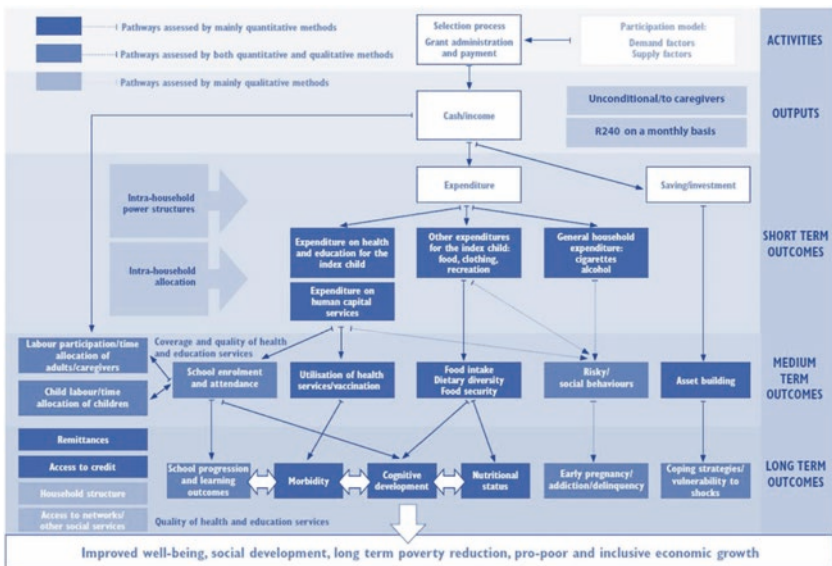 Pathways assessed by mainly quantitative methods
Pathways assessed by both quantitative and qualitative methods
Pathways assessed by mainly qualitative methods
Selection process
Grant administration
and payment
Participation model:
Demand factors
Supply factors
ACTIVITIES
Cash/income
Unconditional/to caregivers
R240 on a monthly basis
OUTPUTS
Expenditure
Saving/investment
Intra-household
power structures
Intra-household
allocation
Expenditure on health
and education for the
index child
Other expenditures
for the index child:
food, clothing,
recreation
General household
expenditure:
cigarettes
alcohol
Expenditure on
human capital
services
SHORT TERM
OUTCOMES
Labour participation/time
allocation of
adults/caregivers
Coverage and quality of health
and education services
School enrolment
and attendance
Utilisation of health
services/vaccination
Food intake
Dietary diversity
Food security
Risky/
social behaviours
Asset building
Child labour/time
allocation of children
MEDIUM
TERM
OUTCOMES
Remittances
Access to credit
Household structure
Access to networks/
other social services
School progression
and learning
outcomes
Morbidity
Cognitive
development
Nutritional
status
Early pregnancy/
addiction/delinquency
Coping strategies/
vulnerability to
shocks
LONG TERM
OUTCOMES
Quality of health and education services
Improved well-being, social development, long term poverty reduction, pro-poor and inclusive economic growth